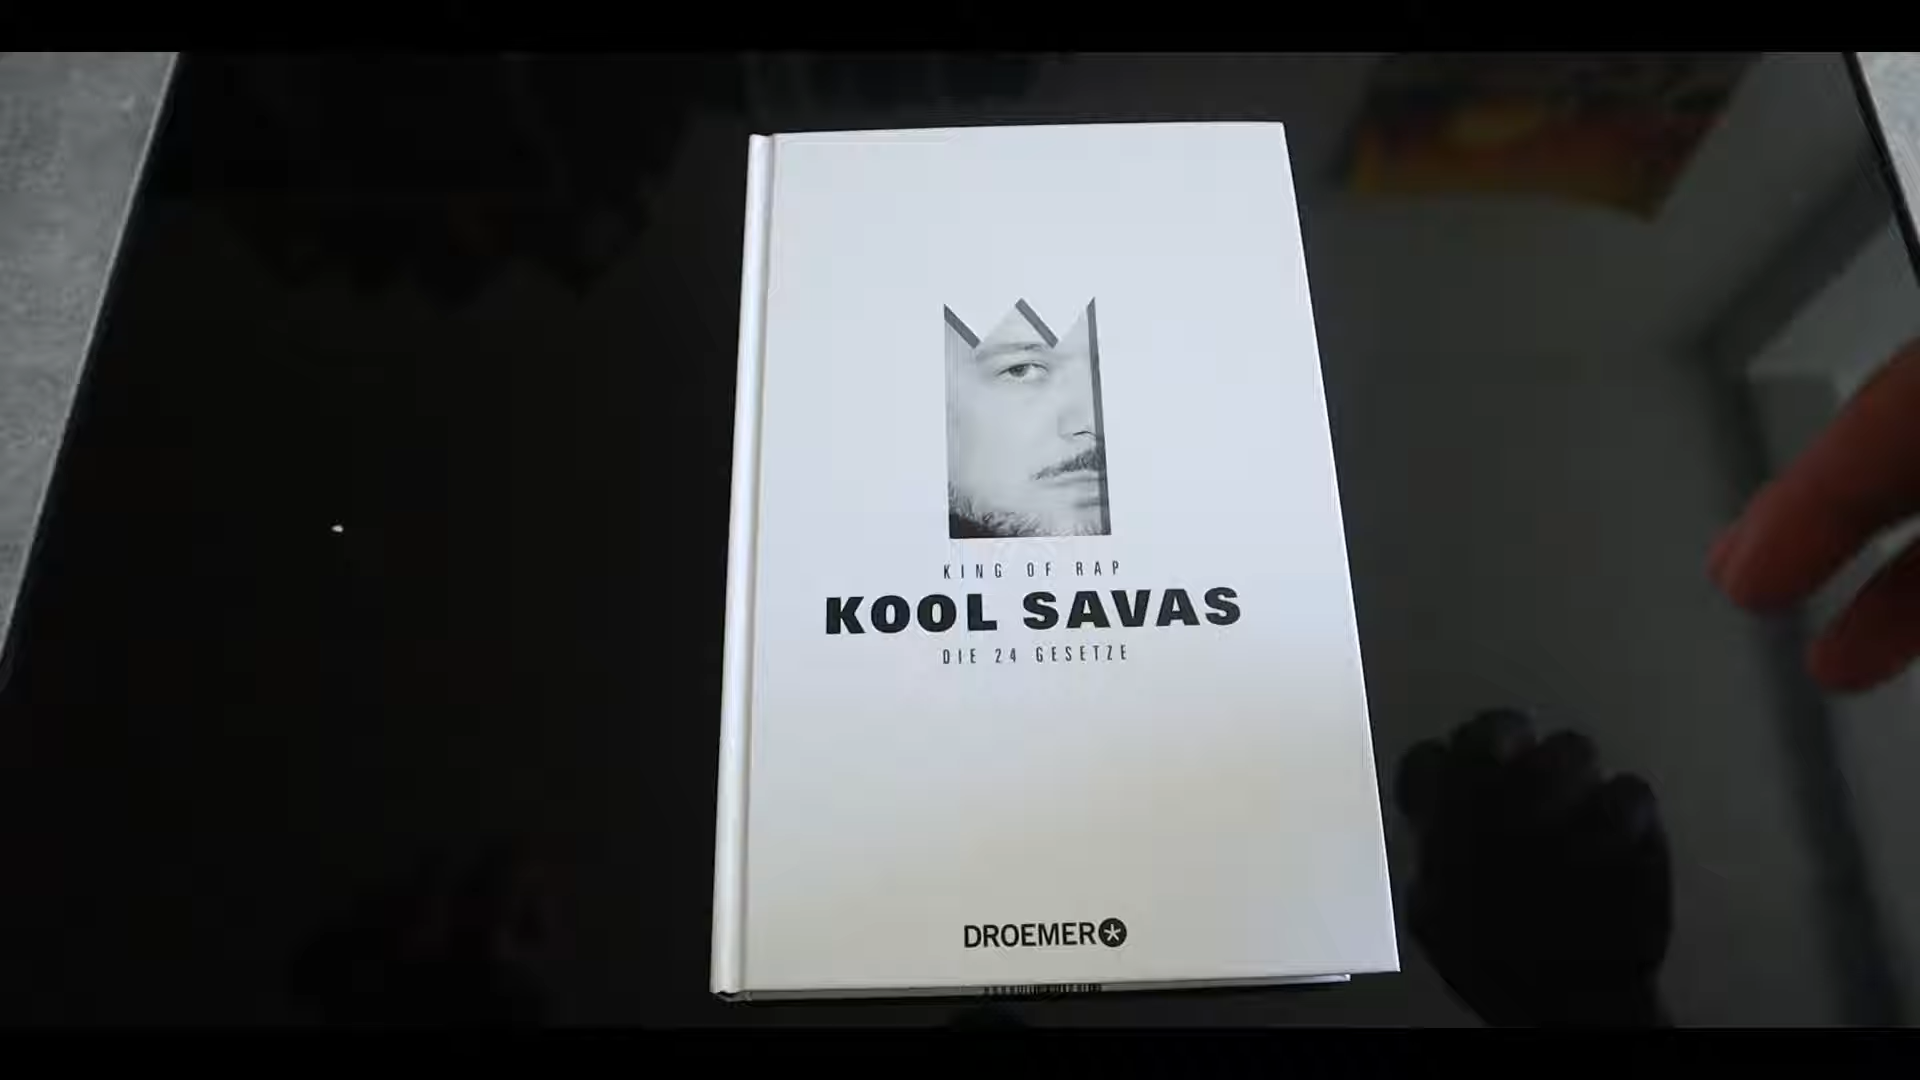 KING OF RAP
KOOL SAVAS
DIE 24 GESETZE
DROEMER